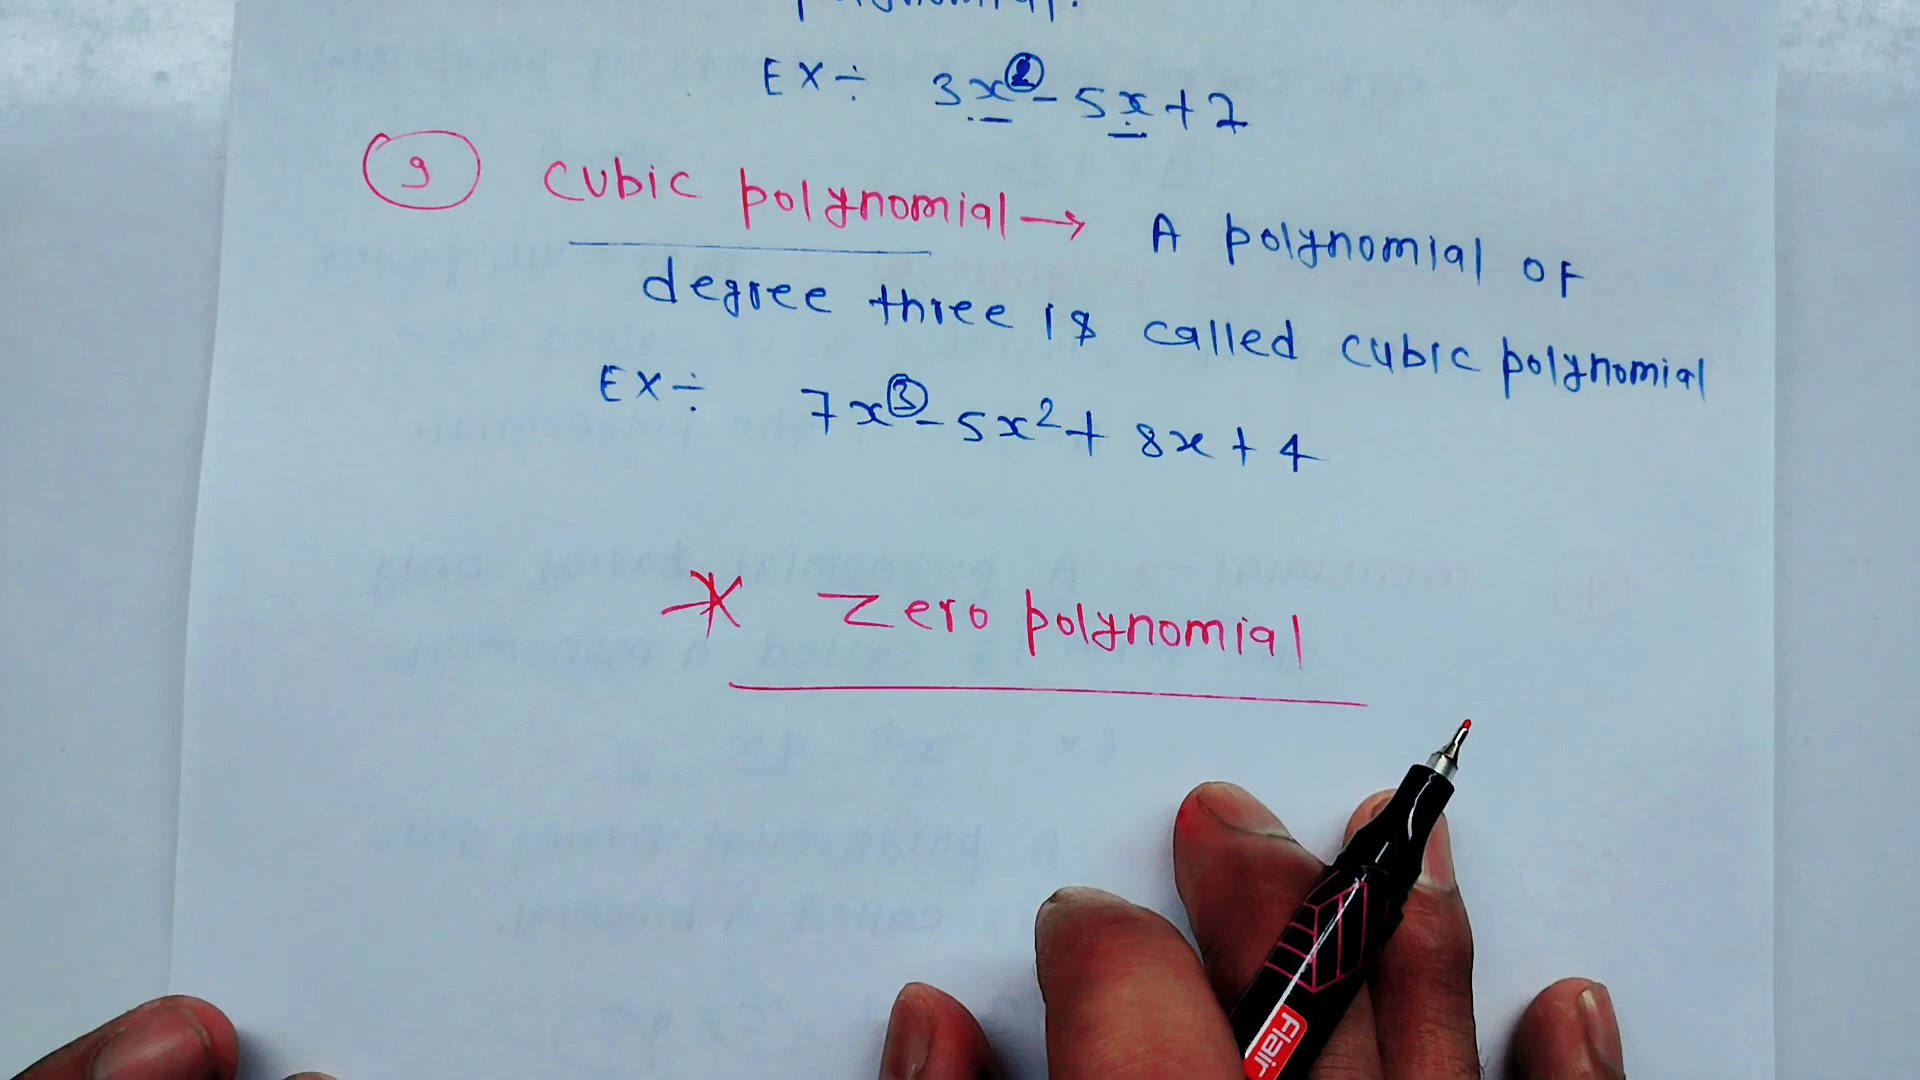 polynomial.
Ex ÷ 3x² - 5x + 7
9 cubic polynomial → A polynomial of
degree three is called cubic polynomial
Ex ÷ 7x³ - 5x² + 8x + 4
* Zero polynomial
Flair